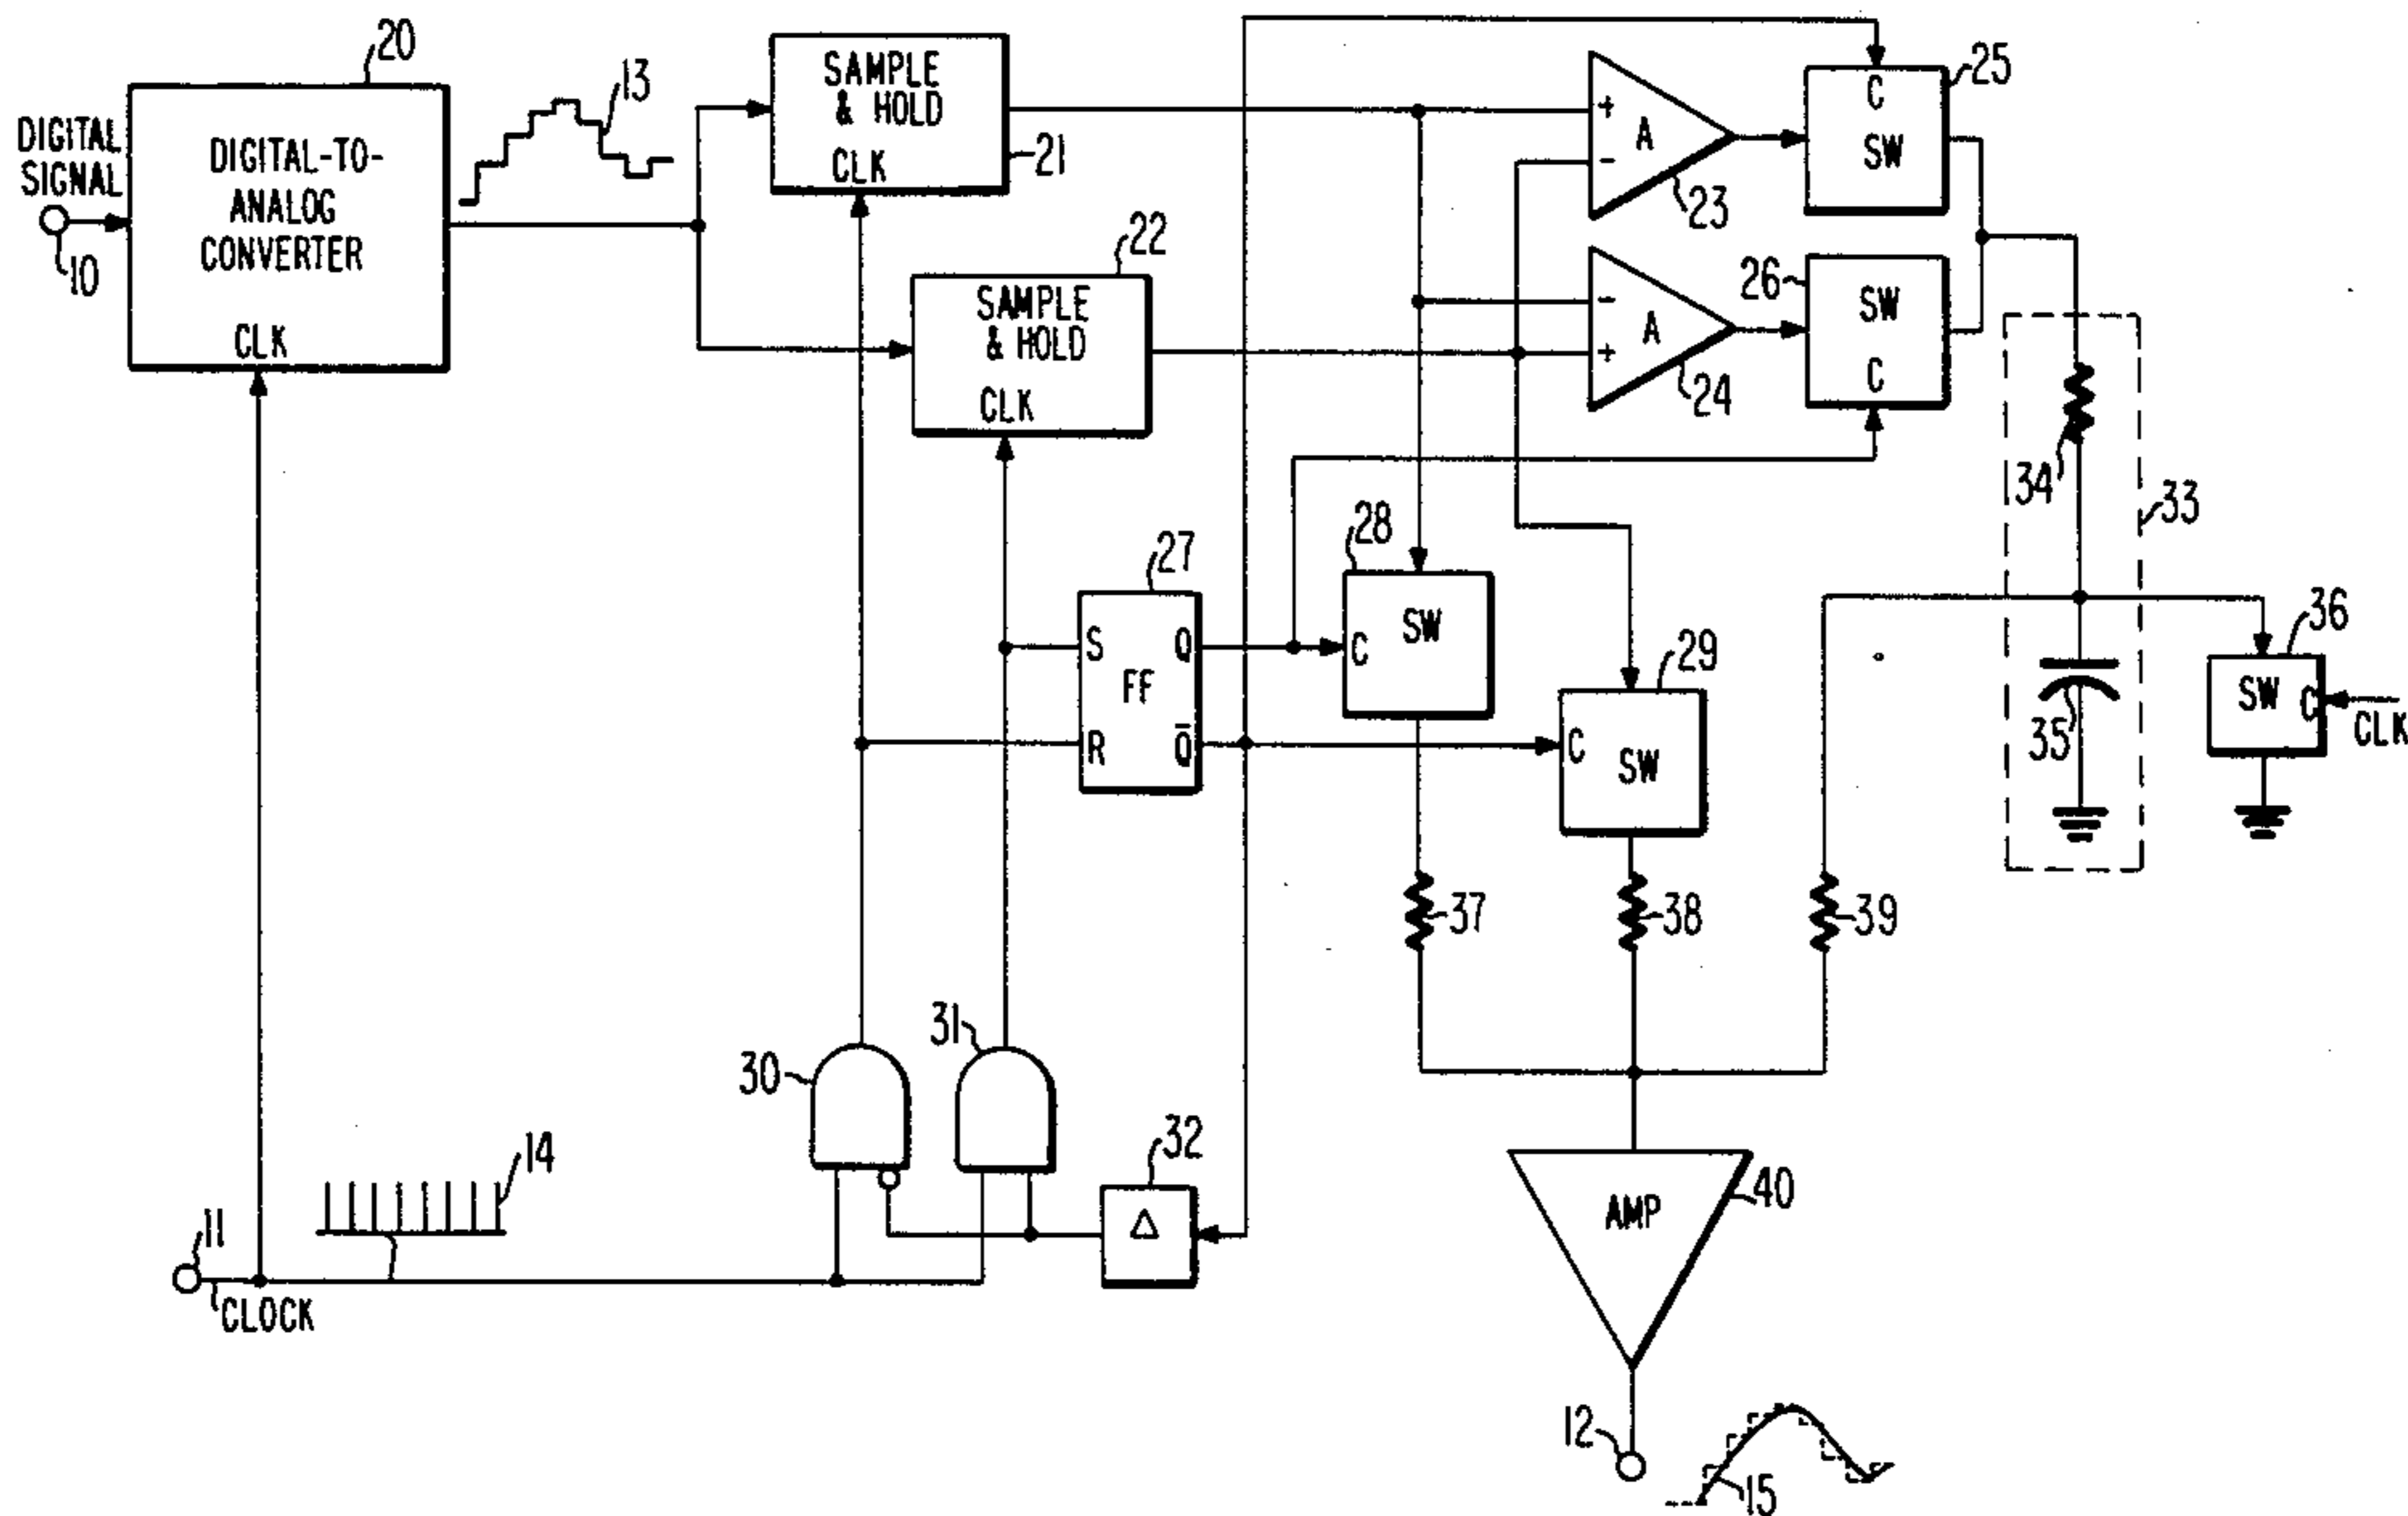 20
DIGITAL
SIGNAL
10
DIGITAL-TO-
ANALOG
CONVERTER
CLK
13
SAMPLE
& HOLD
CLK
21
22
SAMPLE
& HOLD
CLK
+
-
A
23
C
SW
25
-
+
A
24
26
SW
C
34
33
35
36
SW
C
CLK
27
S
Q
FF
R
Q̄
28
SW
C
29
C
SW
37
38
39
30
31
32
Δ
14
11
CLOCK
AMP
40
12
15